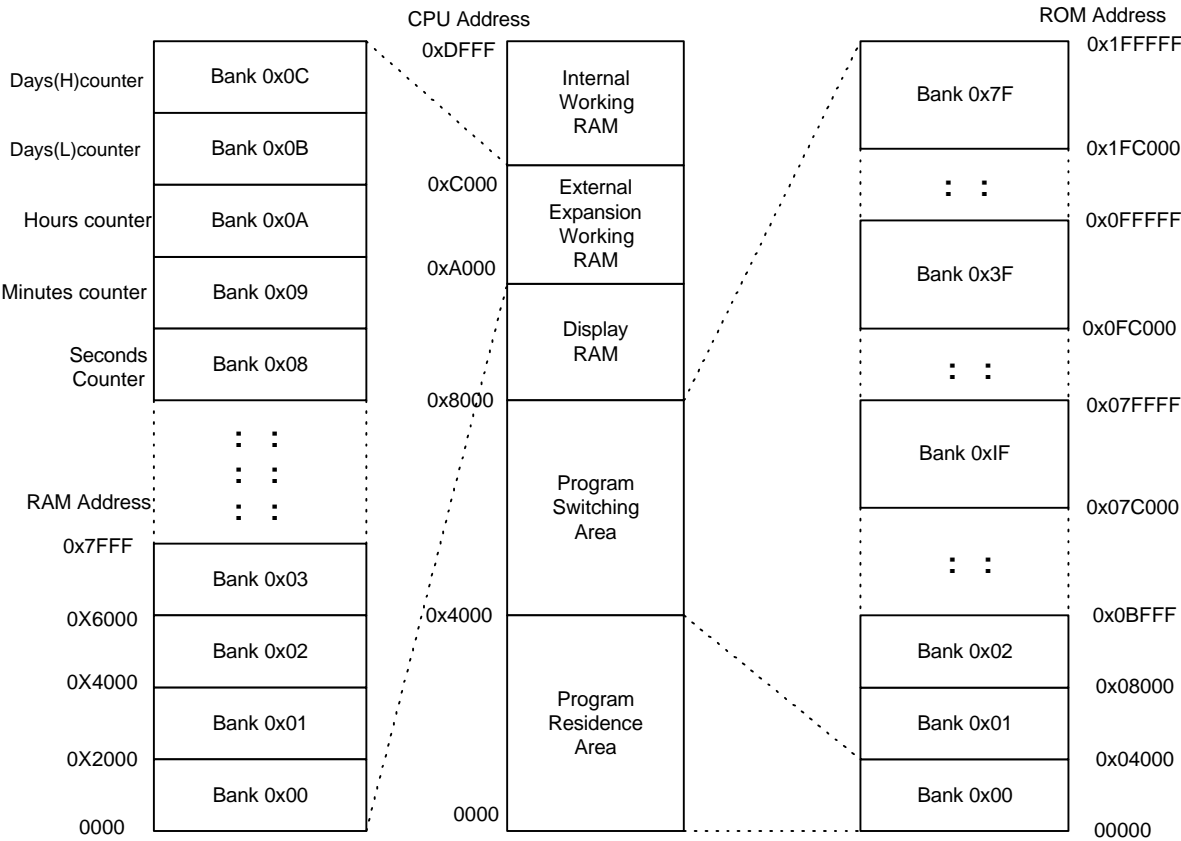 CPU Address
ROM Address
Days(H)counter
Bank 0x0C
Days(L)counter
Bank 0x0B
Hours counter
Bank 0x0A
Minutes counter
Bank 0x09
Seconds
Counter
Bank 0x08
: :
: :
: :
RAM Address
0x7FFF
Bank 0x03
0X6000
Bank 0x02
0X4000
Bank 0x01
0X2000
Bank 0x00
0000
0xDFFF
Internal
Working
RAM
0xC000
External
Expansion
Working
RAM
0xA000
Display
RAM
0x8000
Program
Switching
Area
0x4000
Program
Residence
Area
0000
0x1FFFFF
Bank 0x7F
0x1FC000
: :
0x0FFFFF
Bank 0x3F
0x0FC000
: :
0x07FFFF
Bank 0xIF
0x07C000
: :
0x0BFFF
Bank 0x02
0x08000
Bank 0x01
0x04000
Bank 0x00
00000